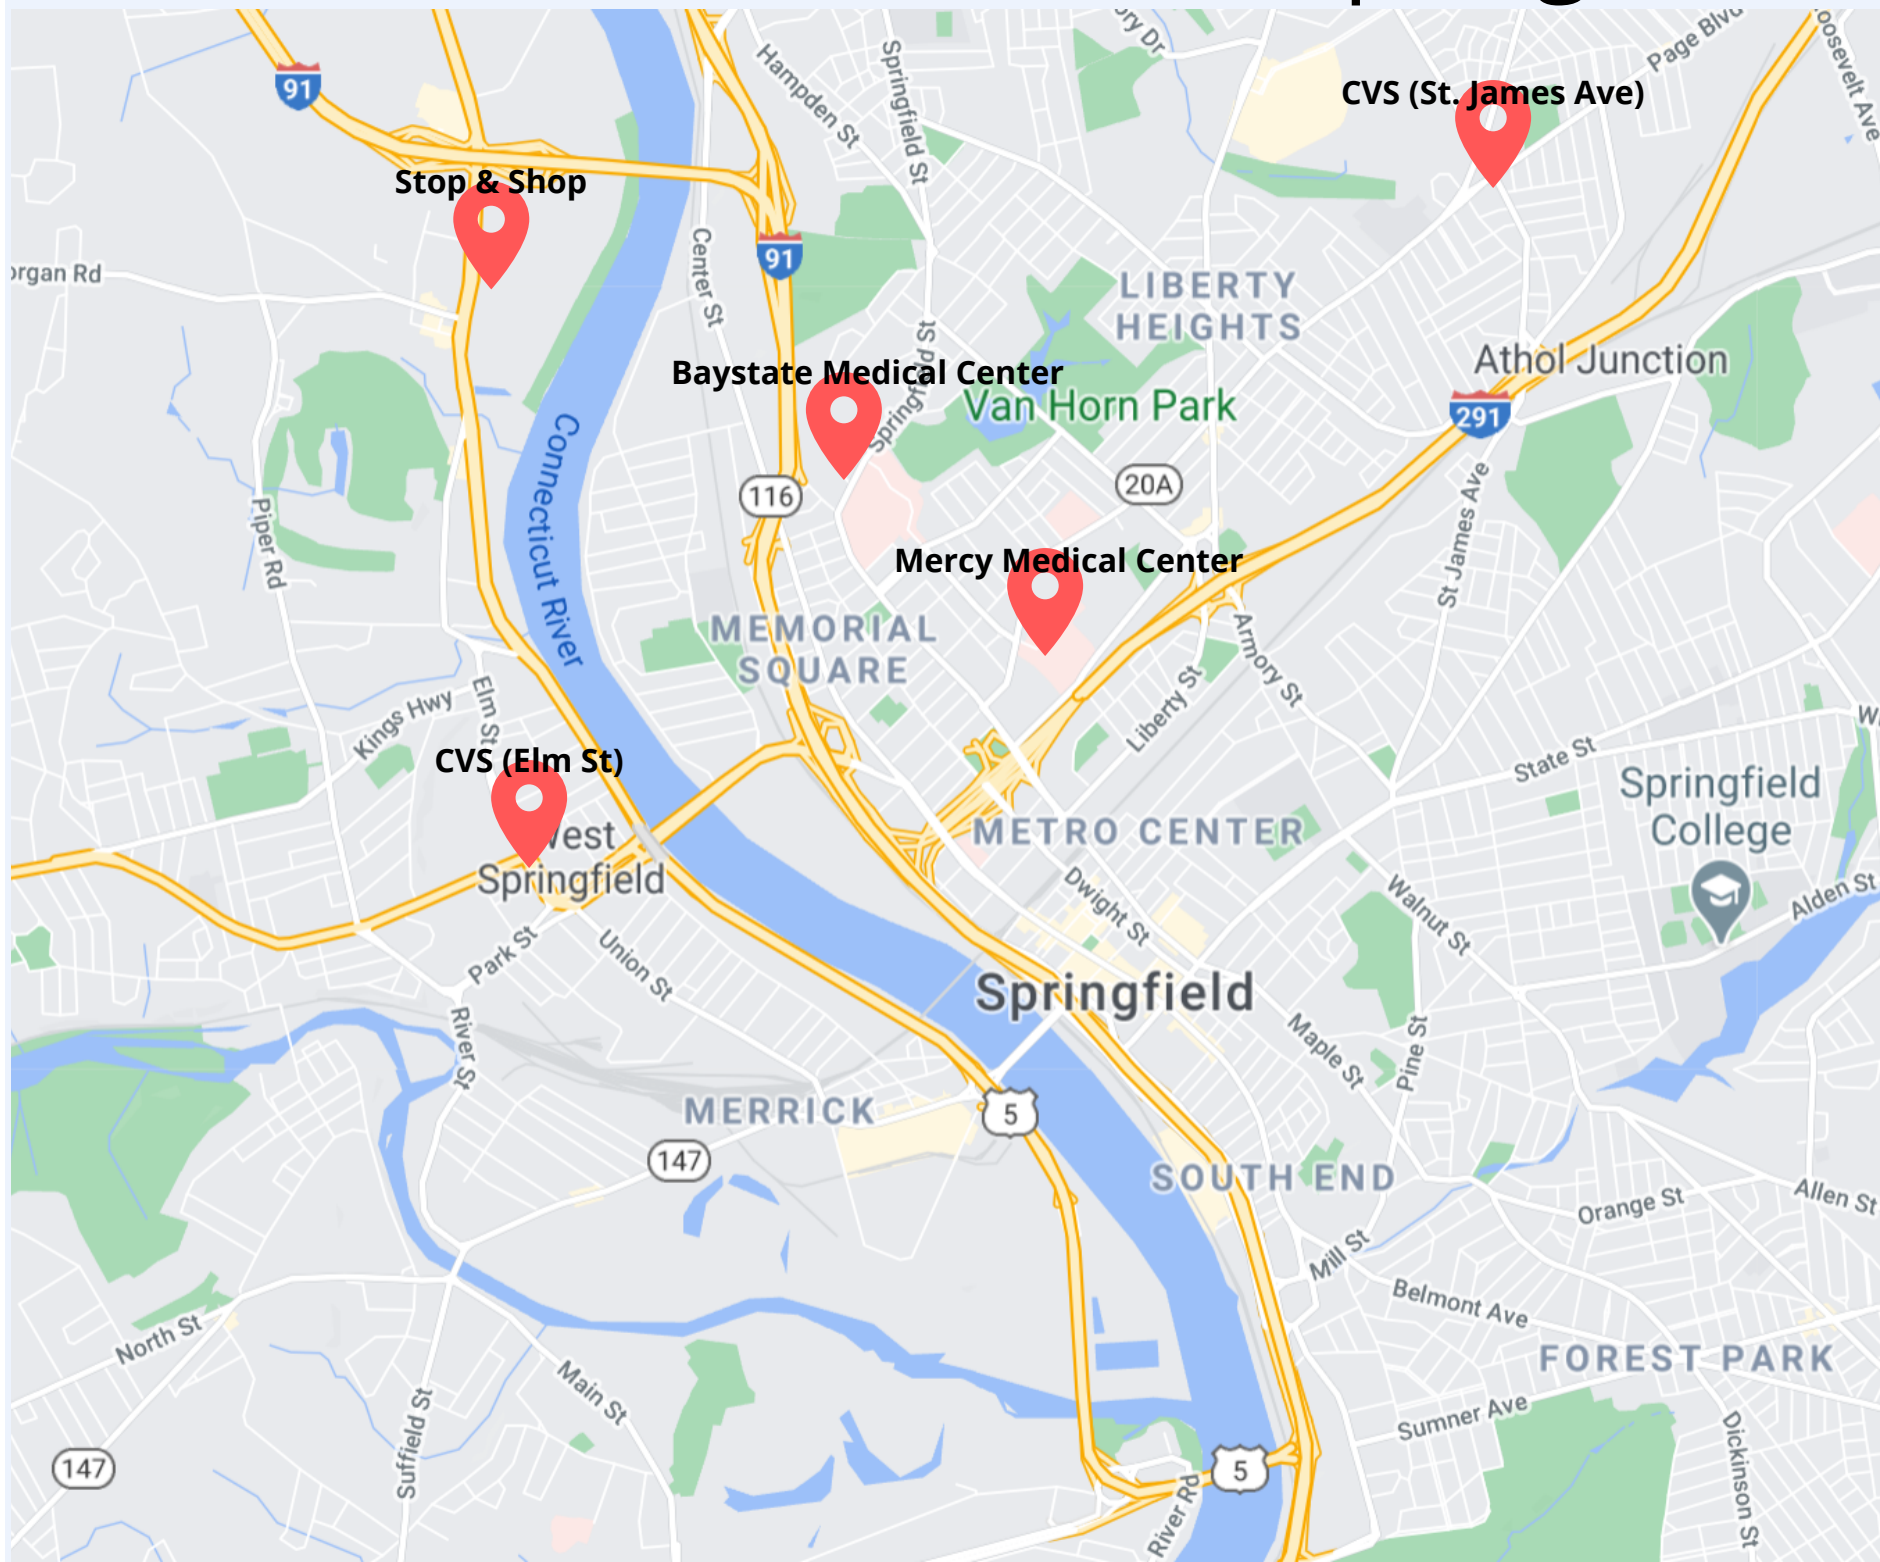 91
Hampden St
Springfield St
Page Blvd
CVS (St. James Ave)
Stop & Shop
Center St
91
LIBERTY
HEIGHTS
Athol Junction
Baystate Medical Center
Springfield St
Van Horn Park
291
116
20A
Connecticut River
Piper Rd
St James Ave
Mercy Medical Center
MEMORIAL
SQUARE
Armory St
Liberty St
Elm St
Kings Hwy
State St
CVS (Elm St)
Springfield
College
METRO CENTER
Springfield
Dwight St
Walnut St
Alden St
Park St
Union St
Springfield
River St
Maple St
Pine St
MERRICK
5
147
SOUTH END
Orange St
Allen St
Mill St
Belmont Ave
North St
FOREST PARK
Main St
Suffield St
Sumner Ave
Dickinson St
147
5
River Rd